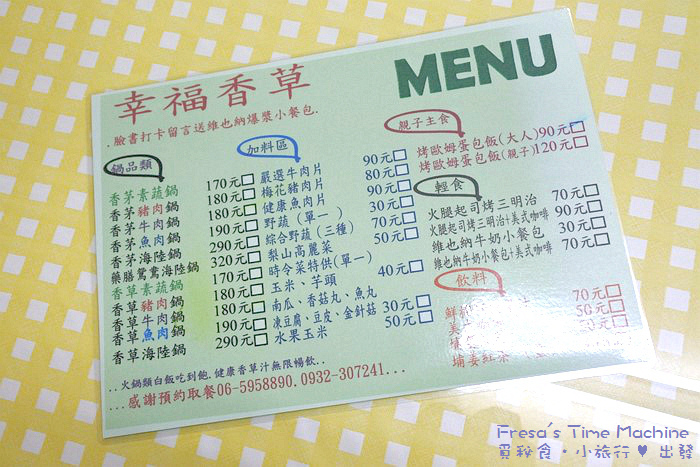 幸福香草
MENU
.臉書打卡留言送維也納爆漿小餐包.
鍋品類
香茅素蔬鍋 170元□
香茅豬肉鍋 180元□
香茅牛肉鍋 180元□
香茅魚肉鍋 190元□
香茅海陸鍋 290元□
藥膳鴛鴦海陸鍋 320元□
香草素蔬鍋 170元□
香草豬肉鍋 180元□
香草牛肉鍋 180元□
香草魚肉鍋 190元□
香草海陸鍋 290元□
加料區
嚴選牛肉片 90元□
梅花豬肉片 80元□
健康魚肉片 90元□
野蔬(單一) 30元□
綜合野蔬(三種) 70元□
梨山高麗菜 50元□
時令菜特供(單一)
玉米、芋頭 40元□
南瓜、香菇丸、魚丸
凍豆腐、豆皮、金針菇 30元□
水果玉米 50元□
親子主食
烤歐姆蛋包飯(大人)90元□
烤歐姆蛋包飯(親子)120元□
輕食
火腿起司烤三明治 70元□
火腿起司烤三明治+美式咖啡 90元□
維也納牛奶小餐包 30元□
維也納牛奶小餐包+美式咖啡 70元□
飲料
鮮 70元□
美 50元□
50元□
埔姜紅茶
..火鍋類白飯吃到飽.健康香草汁無限暢飲..
...感謝預約取餐06-5958890.0932-307241...
Fresa's Time Machine
覓輕食·小旅行♥ 出發